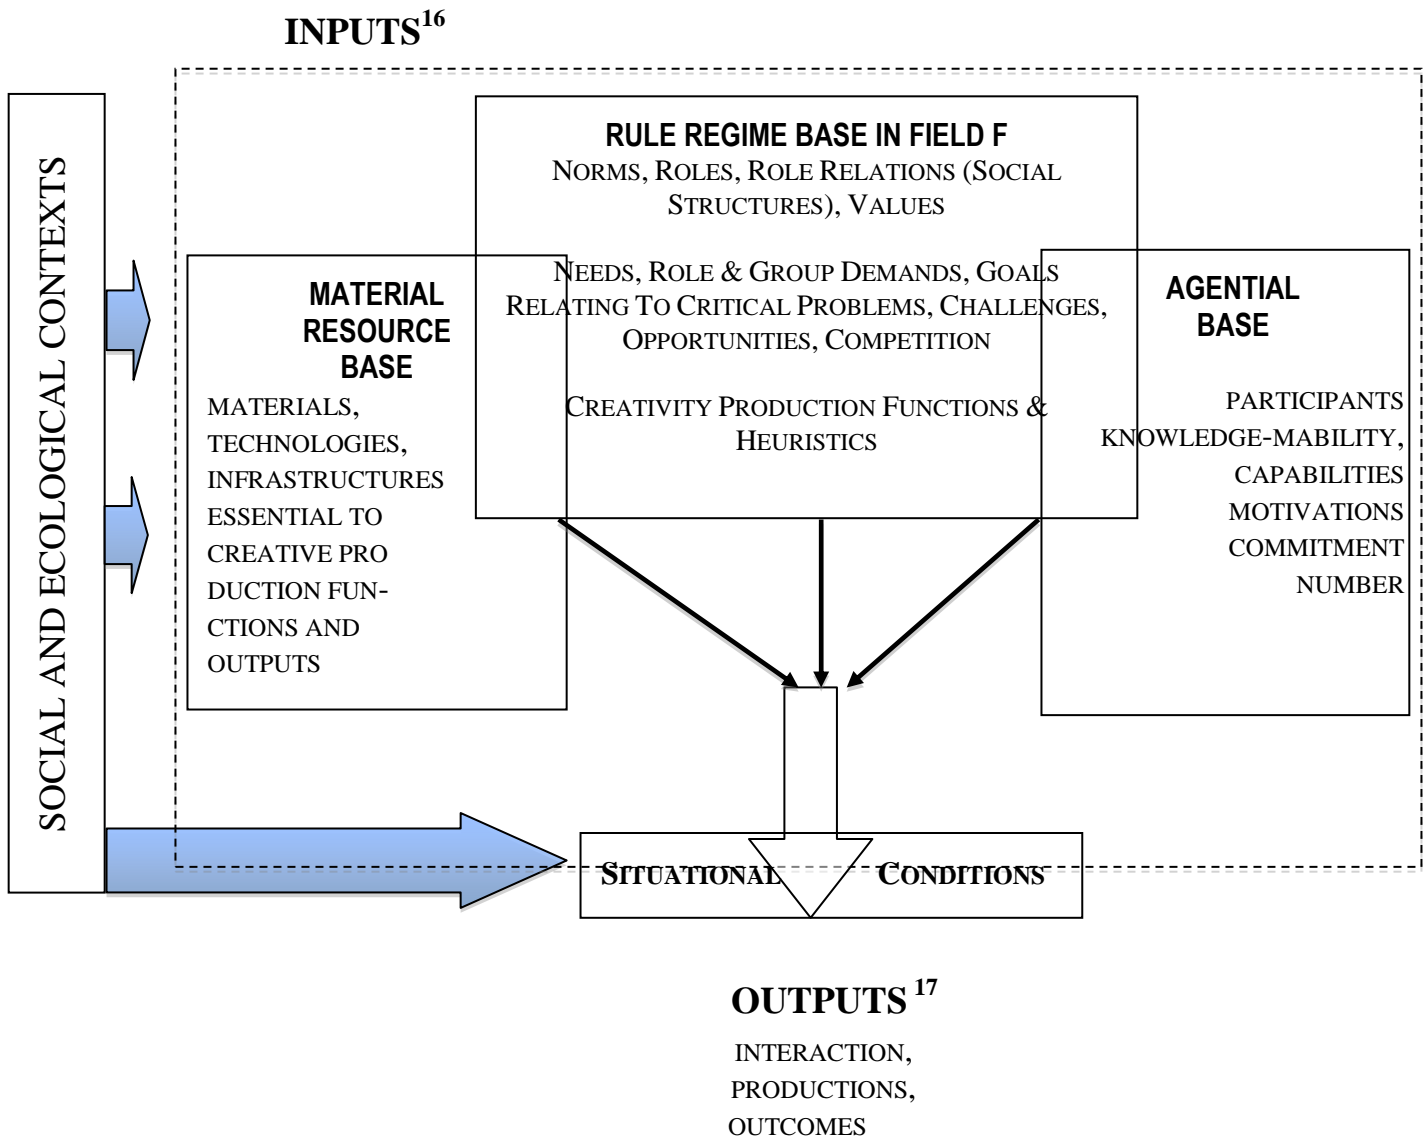 INPUTS16
SOCIAL AND ECOLOGICAL CONTEXTS
RULE REGIME BASE IN FIELD F
NORMS, ROLES, ROLE RELATIONS (SOCIAL
STRUCTURES), VALUES
NEEDS, ROLE & GROUP DEMANDS, GOALS
RELATING TO CRITICAL PROBLEMS, CHALLENGES,
OPPORTUNITIES, COMPETITION
CREATIVITY PRODUCTION FUNCTIONS &
HEURISTICS
MATERIAL
RESOURCE
BASE
MATERIALS,
TECHNOLOGIES,
INFRASTRUCTURES
ESSENTIAL TO
CREATIVE PRO
DUCTION FUN-
CTIONS AND
OUTPUTS
AGENTIAL
BASE
PARTICIPANTS
KNOWLEDGE-MABILITY,
CAPABILITIES
MOTIVATIONS
COMMITMENT
NUMBER
SITUATIONAL CONDITIONS
OUTPUTS 17
INTERACTION,
PRODUCTIONS,
OUTCOMES